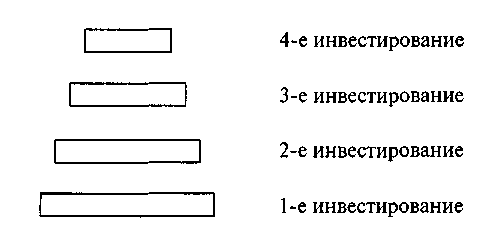 4-е инвестирование
3-е инвестирование
2-е инвестирование
1-е инвестирование